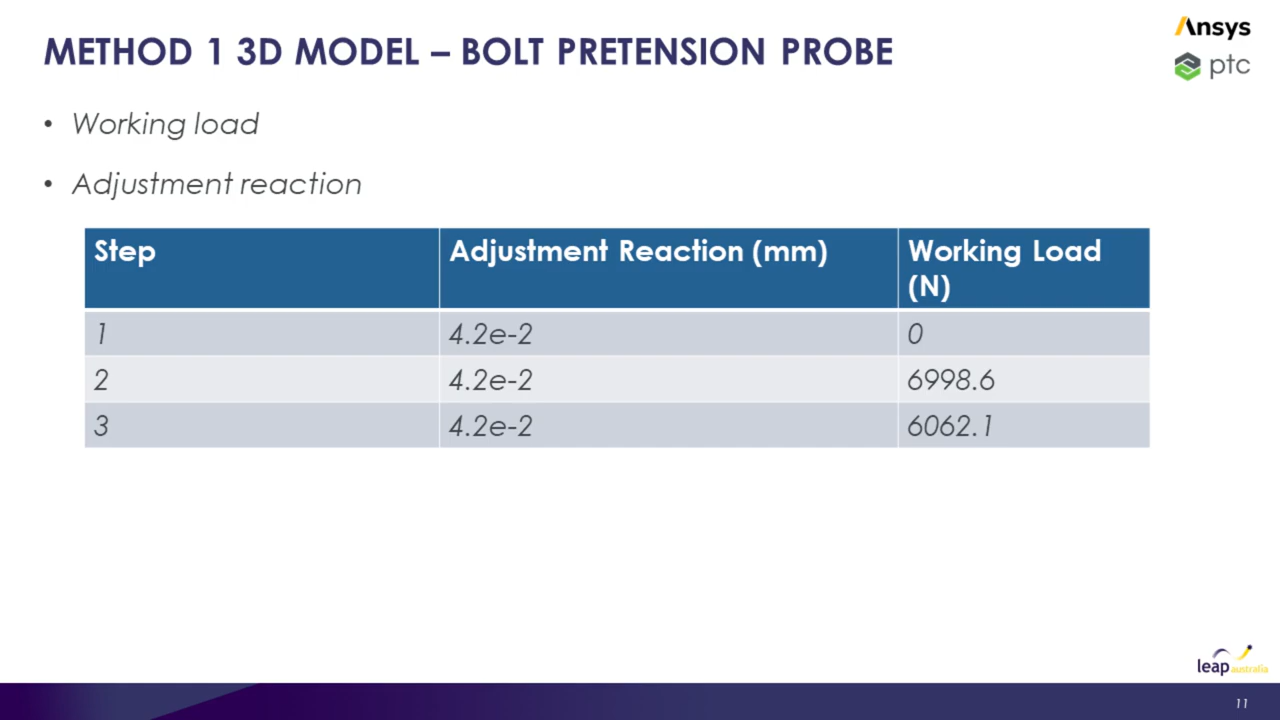 METHOD 1 3D MODEL – BOLT PRETENSION PROBE
Ansys
ptc
• Working load
• Adjustment reaction
Step Adjustment Reaction (mm) Working Load (N)
1 4.2e-2 0
2 4.2e-2 6998.6
3 4.2e-2 6062.1
leap australia
11